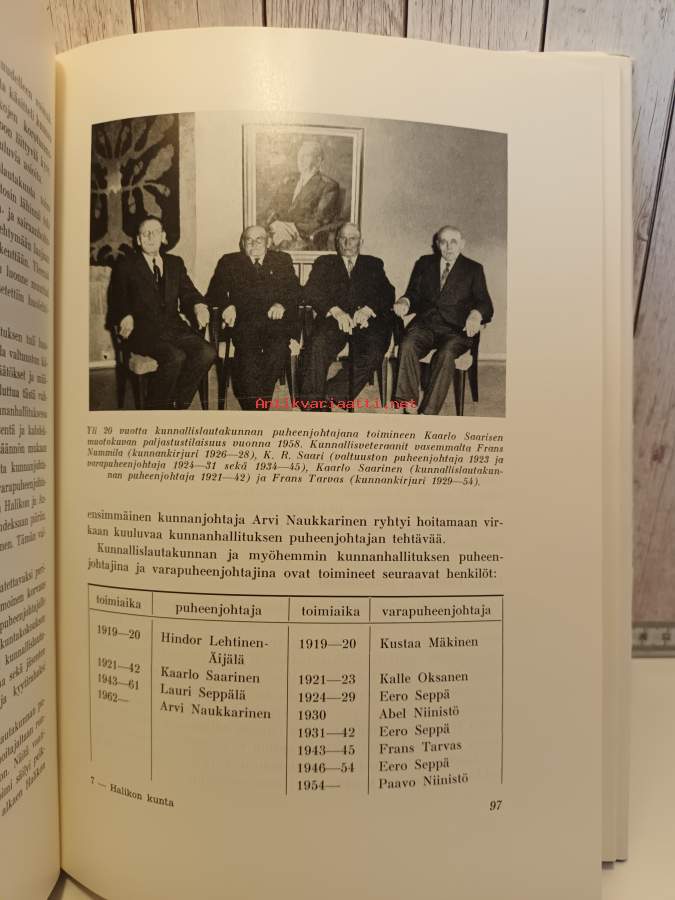 Antikvariaatti.net
Yli 20 vuotta kunnallislautakunnan puheenjohtajana toimineen Kaarlo Saarisen
muotokuvan paljastustilaisuus vuonna 1958. Kunnallisveteraanit vasemmalta Frans
Nummila (kunnankirjuri 1926—28), K. R. Saari (valtuuston puheenjohtaja 1923 ja
varapuheenjohtaja 1924—31 sekä 1934—45), Kaarlo Saarinen (kunnallislautakun-
nan puheenjohtaja 1921—42) ja Frans Tarvas (kunnankirjuri 1929—54).
ensimmäinen kunnanjohtaja Arvi Naukkarinen ryhtyi hoitamaan vir-
kaan kuuluvaa kunnanhallituksen puheenjohtajan tehtävää.
Kunnallislautakunnan ja myöhemmin kunnanhallituksen puheen-
johtajina ja varapuheenjohtajina ovat toimineet seuraavat henkilöt:
toimiaika puheenjohtaja toimiaika varapuheenjohtaja
1919—20 Hindor Lehtinen- 1919—20 Kustaa Mäkinen
Äijälä
1921—42 Kaarlo Saarinen 1921—23 Kalle Oksanen
1943—61 Lauri Seppälä 1924—29 Eero Seppä
1962— Arvi Naukkarinen 1930 Abel Niinistö
1931—42 Eero Seppä
1943—45 Frans Tarvas
1946—54 Eero Seppä
1954— Paavo Niinistö
7 — Halikon kunta
97